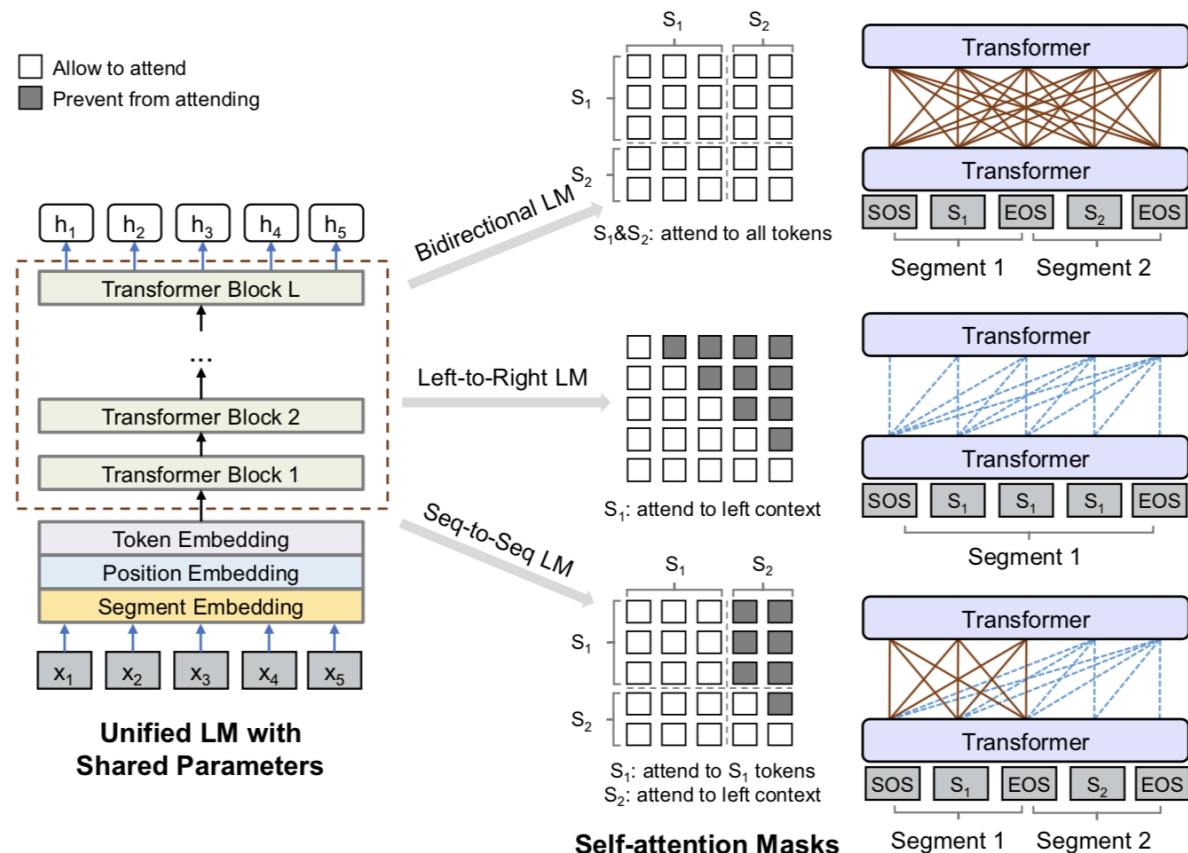 Allow to attend
Prevent from attending
h₁ h₂ h₃ h₄ h₅
Transformer Block L
...
Transformer Block 2
Transformer Block 1
Token Embedding
Position Embedding
Segment Embedding
x₁ x₂ x₃ x₄ x₅
Unified LM with
Shared Parameters
Bidirectional LM
Left-to-Right LM
Seq-to-Seq LM
S₁ S₂
S₁
S₂
S₁&S₂: attend to all tokens
S₁: attend to left context
S₁ S₂
S₁
S₂
S₁: attend to S₁ tokens
S₂: attend to left context
Self-attention Masks
Transformer
Transformer
SOS S₁ EOS S₂ EOS
Segment 1 Segment 2
Transformer
Transformer
SOS S₁ S₁ S₁ EOS
Segment 1
Transformer
Transformer
SOS S₁ EOS S₂ EOS
Segment 1 Segment 2